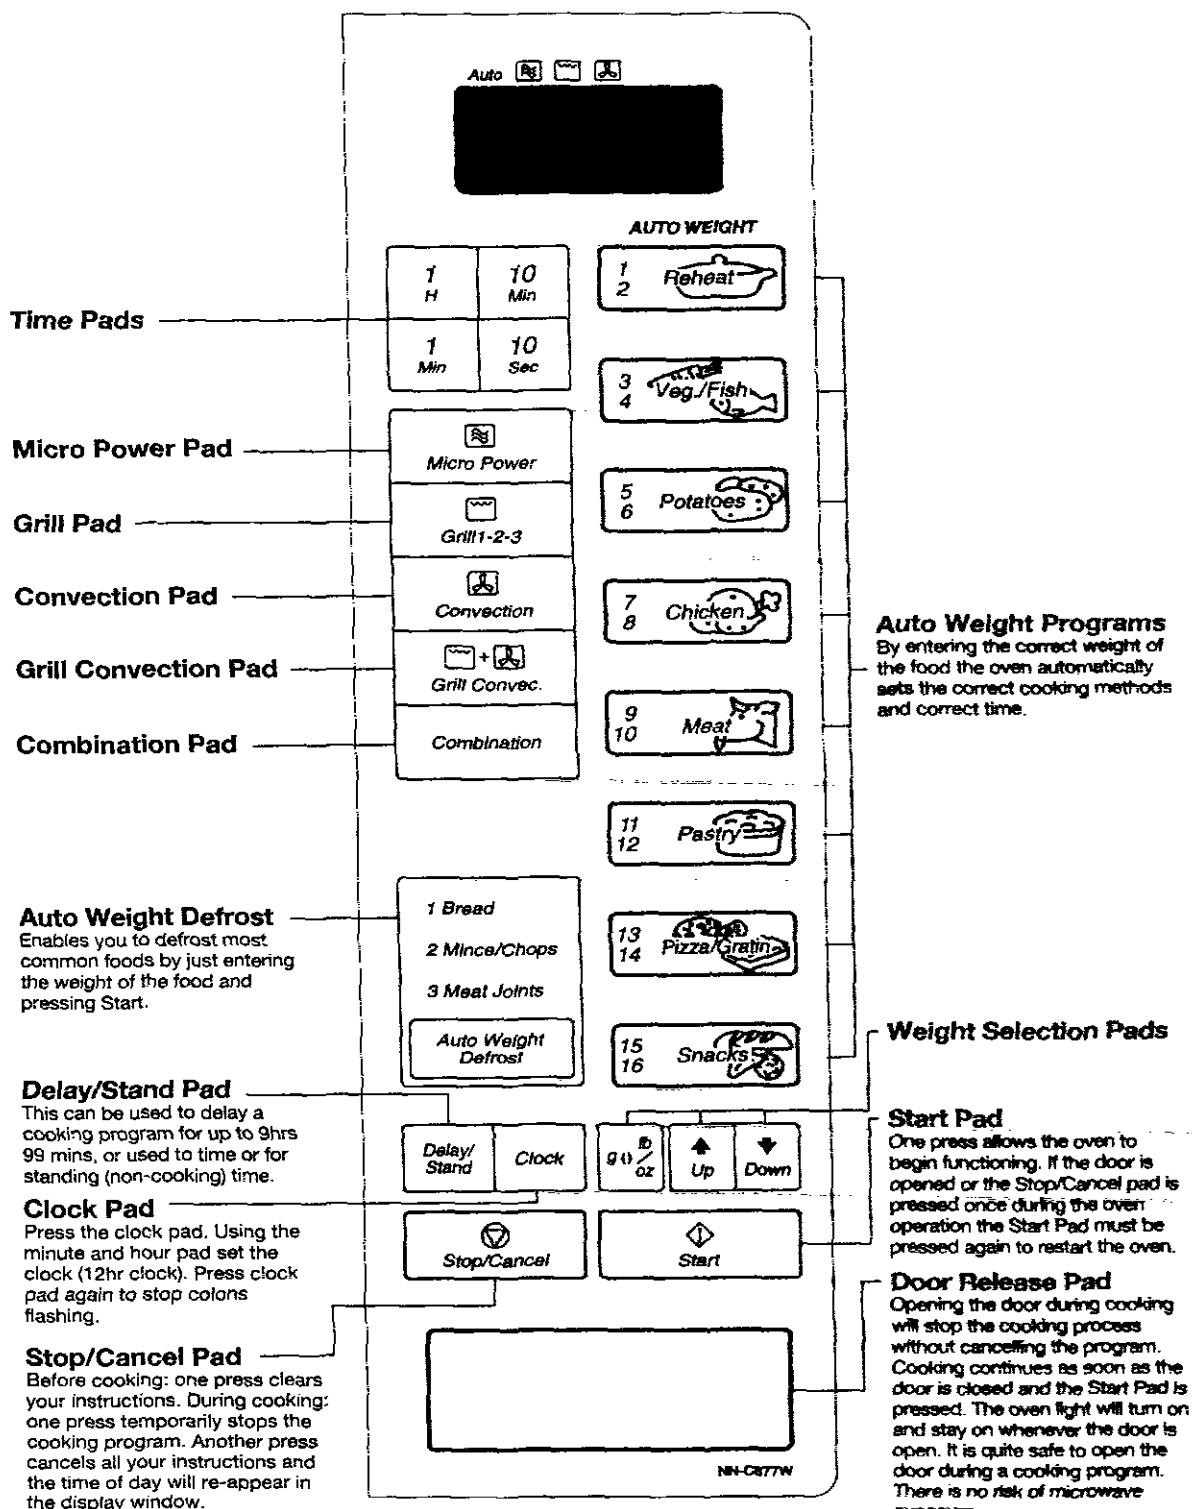 Auto
AUTO WEIGHT
1
H
10
Min
1
Min
10
Sec
Time Pads
Micro Power Pad
Micro Power
Grill Pad
Grill1-2-3
Convection Pad
Convection
Grill Convection Pad
+
Grill Convec.
Combination Pad
Combination
1
2
Reheat
3
4
Veg./Fish
5
6
Potatoes
7
8
Chicken
9
10
Meat
11
12
Pastry
13
14
Pizza/Gratin
15
16
Snacks
Auto Weight Programs
By entering the correct weight of
the food the oven automatically
sets the correct cooking methods
and correct time.
Auto Weight Defrost
Enables you to defrost most
common foods by just entering
the weight of the food and
pressing Start.
1 Bread
2 Mince/Chops
3 Meat Joints
Auto Weight
Defrost
Delay/Stand Pad
This can be used to delay a
cooking program for up to 9hrs
99 mins, or used to time or for
standing (non-cooking) time.
Delay/
Stand
Clock
g
lb
oz
Up
Down
Weight Selection Pads
Clock Pad
Press the clock pad. Using the
minute and hour pad set the
clock (12hr clock). Press clock
pad again to stop colons
flashing.
Stop/Cancel
Start
Start Pad
One press allows the oven to
begin functioning. If the door is
opened or the Stop/Cancel pad is
pressed once during the oven
operation the Start Pad must be
pressed again to restart the oven.
Stop/Cancel Pad
Before cooking: one press clears
your instructions. During cooking:
one press temporarily stops the
cooking program. Another press
cancels all your instructions and
the time of day will re-appear in
the display window.
Door Release Pad
Opening the door during cooking
will stop the cooking process
without cancelling the program.
Cooking continues as soon as the
door is closed and the Start Pad is
pressed. The oven light will turn on
and stay on whenever the door is
open. It is quite safe to open the
door during a cooking program.
There is no risk of microwave
NN-C877W